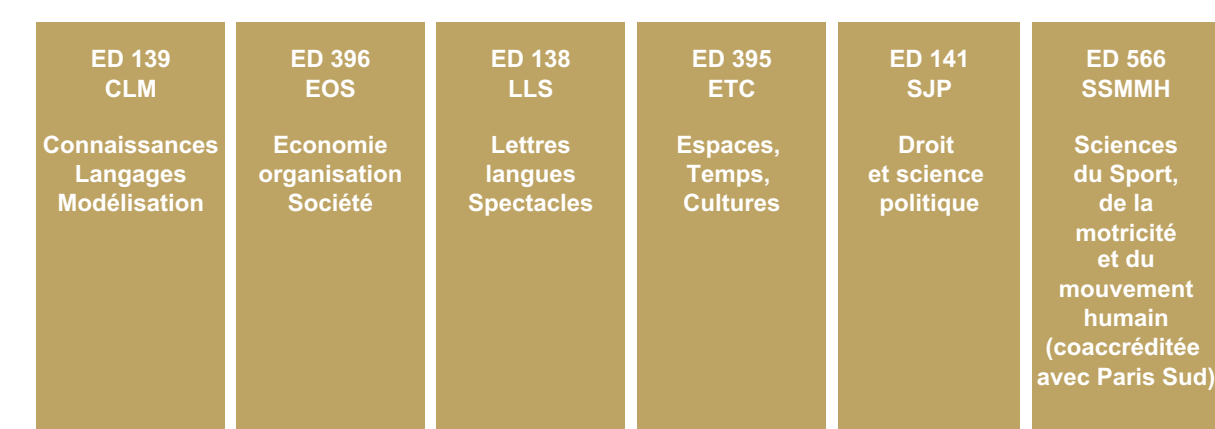 ED 139
CLM
Connaissances
Langages
Modélisation
ED 396
EOS
Economie
organisation
Société
ED 138
LLS
Lettres
langues
Spectacles
ED 395
ETC
Espaces,
Temps,
Cultures
ED 141
SJP
Droit
et science
politique
ED 566
SSMMH
Sciences
du Sport,
de la
motricité
et du
mouvement
humain
(coaccréditée
avec Paris Sud)